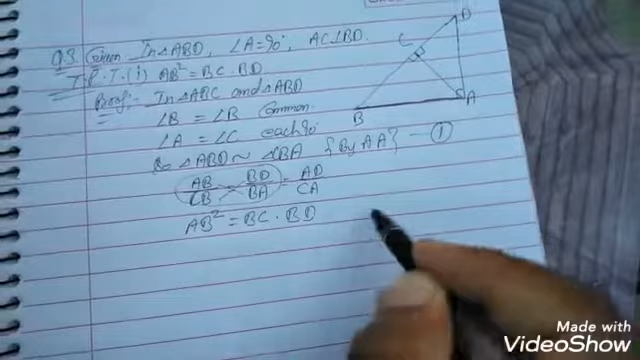 Q3 Given In △ABD, ∠A=90°, AC⊥BD.
T.P.T.(i) AB² = BC·BD
Proof:- In △ABC and △ABD
∠B = ∠B Common.
∠A = ∠C each 90°
So △ABD ~ △CBA {By AA} - ①
AB/CB = BD/BA = AD/CA
AB² = BC · BD
D
C
B
A
Made with
VideoShow